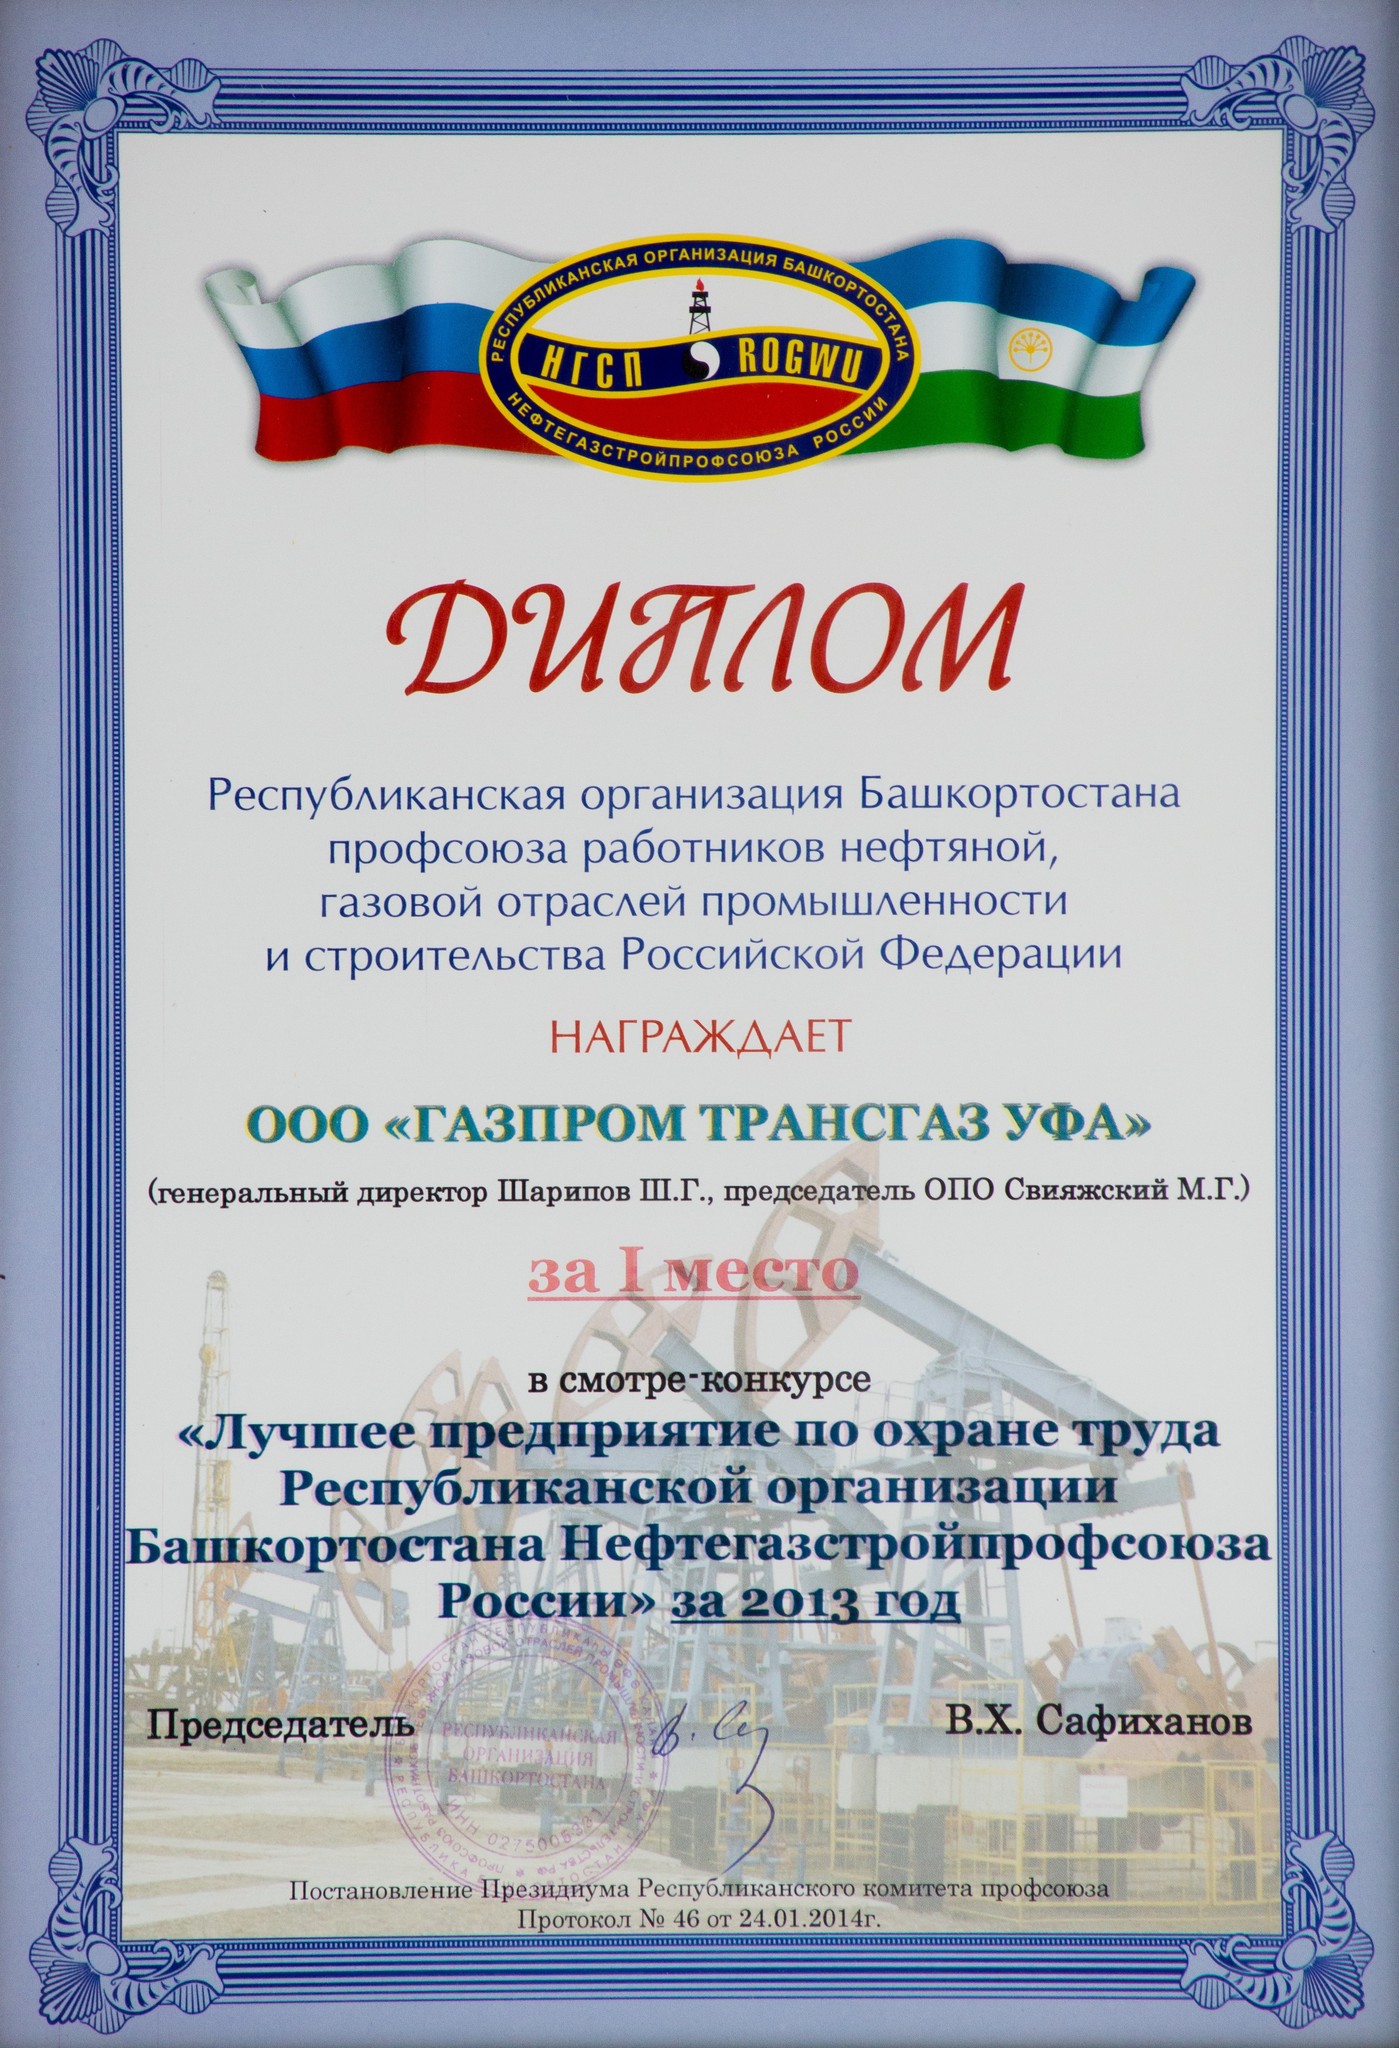 РЕСПУБЛИКАНСКАЯ ОРГАНИЗАЦИЯ БАШКОРТОСТАНА
НГСП ROGWU
НЕФТЕГАЗСТРОЙПРОФСОЮЗА РОССИИ
ДИПЛОМ
Республиканская организация Башкортостана
профсоюза работников нефтяной,
газовой отраслей промышленности
и строительства Российской Федерации
НАГРАЖДАЕТ
ООО «ГАЗПРОМ ТРАНСГАЗ УФА»
(генеральный директор Шарипов Ш.Г., председатель ОПО Свияжский М.Г.)
за I место
в смотре-конкурсе
«Лучшее предприятие по охране труда
Республиканской организации
Башкортостана Нефтегазстройпрофсоюза
России» за 2013 год
Председатель
В.Х. Сафиханов
РЕСПУБЛИКАНСКАЯ
ОРГАНИЗАЦИЯ
БАШКОРТОСТАНА
Постановление Президиума Республиканского комитета профсоюза
Протокол № 46 от 24.01.2014г.